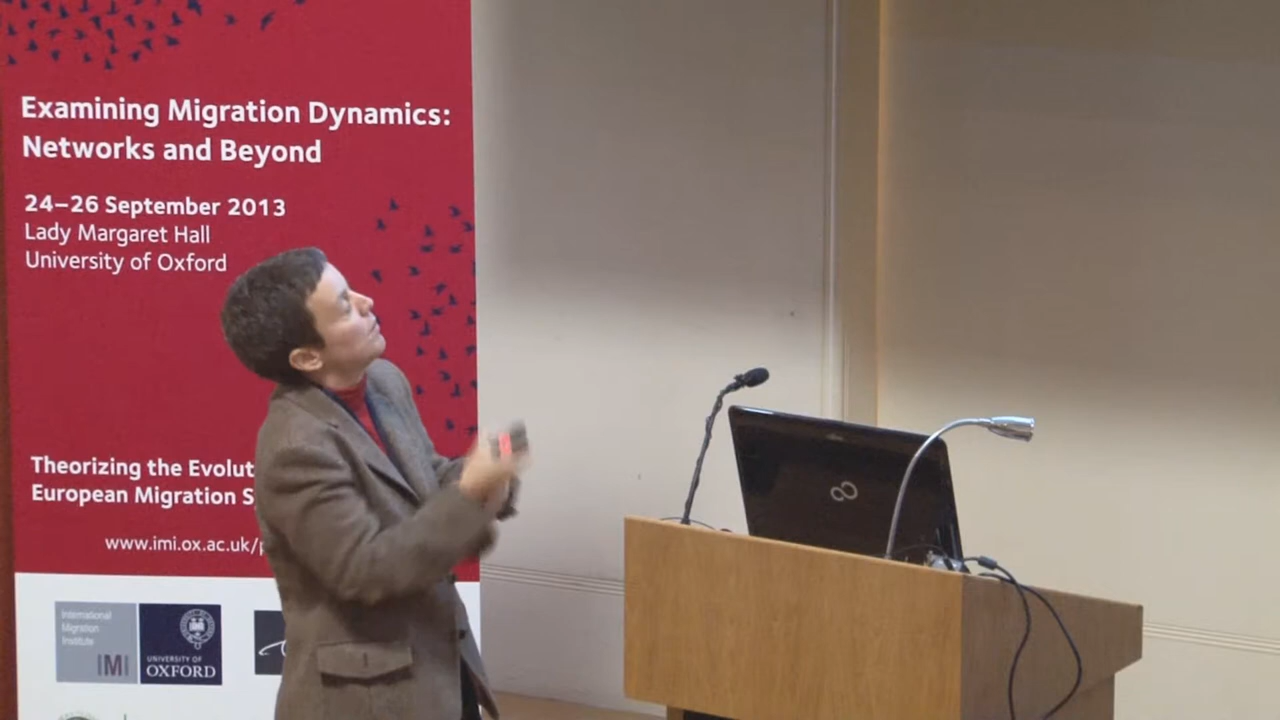 Examining Migration Dynamics:
Networks and Beyond
24–26 September 2013
Lady Margaret Hall
University of Oxford
Theorizing the Evolut
European Migration S
www.imi.ox.ac.uk/p
International
Migration
Institute
iMi
UNIVERSITY OF
OXFORD